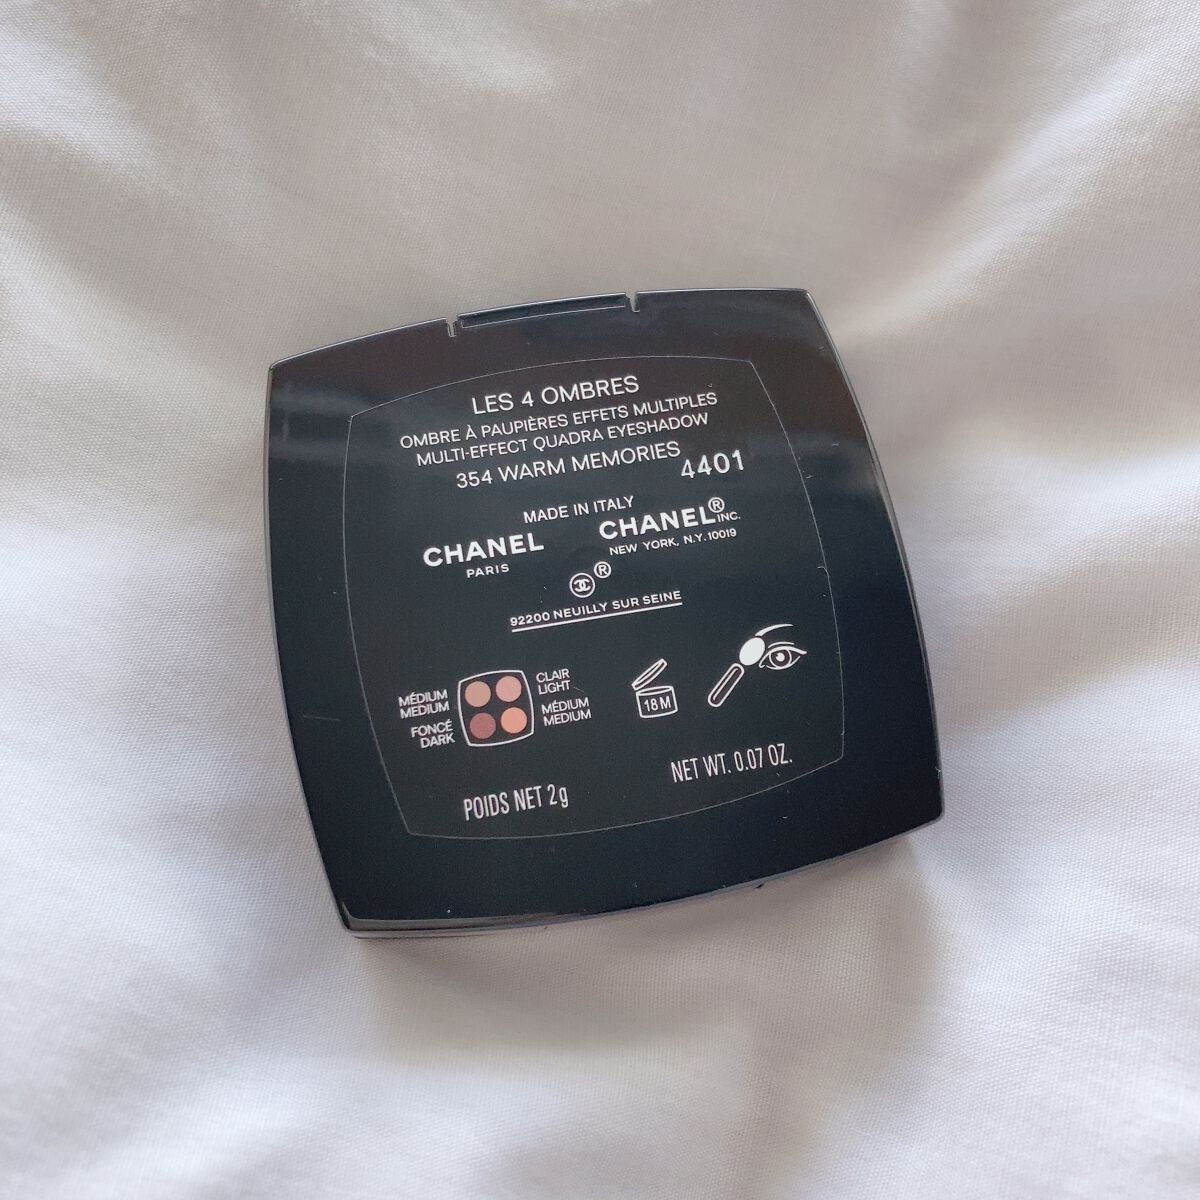 LES 4 OMBRES
OMBRE À PAUPIÈRES EFFETS MULTIPLES
MULTI-EFFECT QUADRA EYESHADOW
354 WARM MEMORIES 4401
MADE IN ITALY
CHANEL
PARIS
CHANEL® INC.
NEW YORK, N.Y. 10019
®
92200 NEUILLY SUR SEINE
MÉDIUM
MEDIUM
CLAIR
LIGHT
FONCÉ
DARK
MÉDIUM
MEDIUM
18 M
POIDS NET 2g
NET WT. 0.07 OZ.